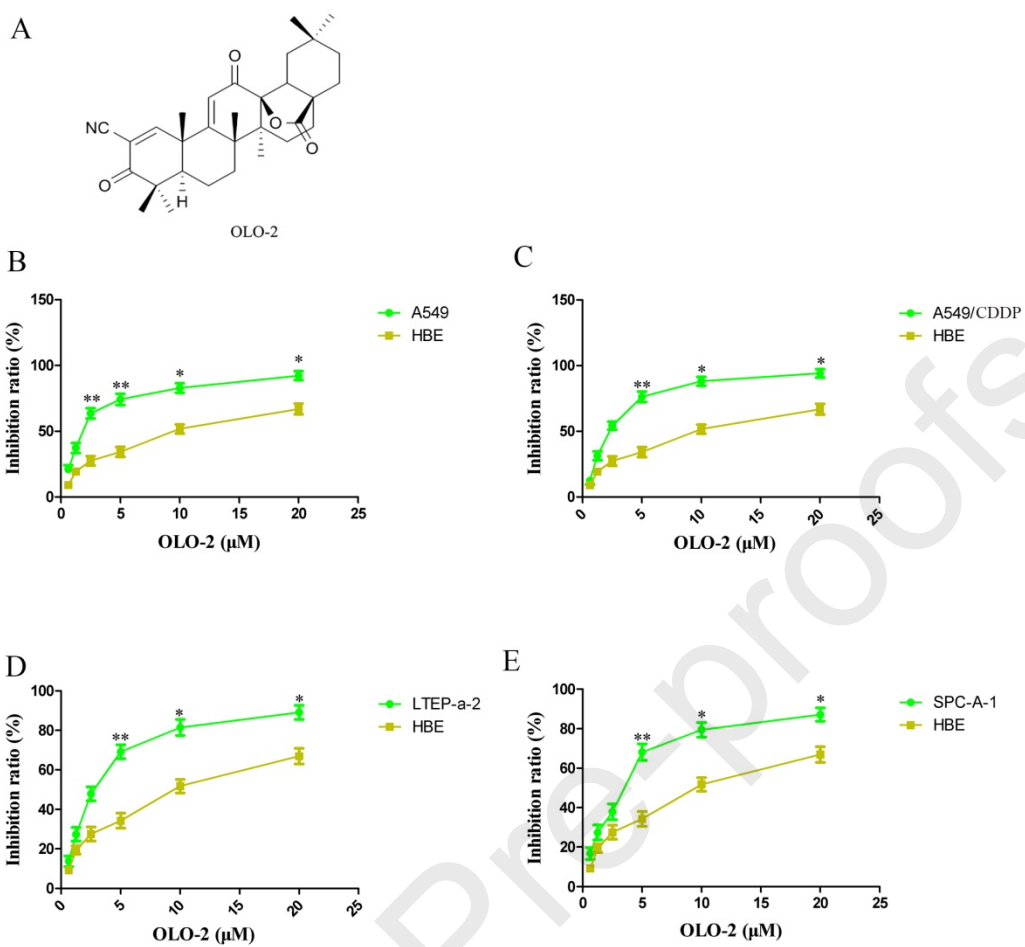 A
O
O
NC
O
O
O
H
OLO-2
B
C
150
100
50
0
Inhibition ratio (%)
** ** * *
0 5 10 15 20 25
OLO-2 (μM)
A549
HBE
150
100
50
0
Inhibition ratio (%)
** * *
0 5 10 15 20 25
OLO-2 (μM)
A549/CDDP
HBE
D
E
100
80
60
40
20
0
Inhibition ratio (%)
** * *
0 5 10 15 20 25
OLO-2 (μM)
LTEP-a-2
HBE
100
80
60
40
20
0
Inhibition ratio (%)
** * *
0 5 10 15 20 25
OLO-2 (μM)
SPC-A-1
HBE
Pre-proofs